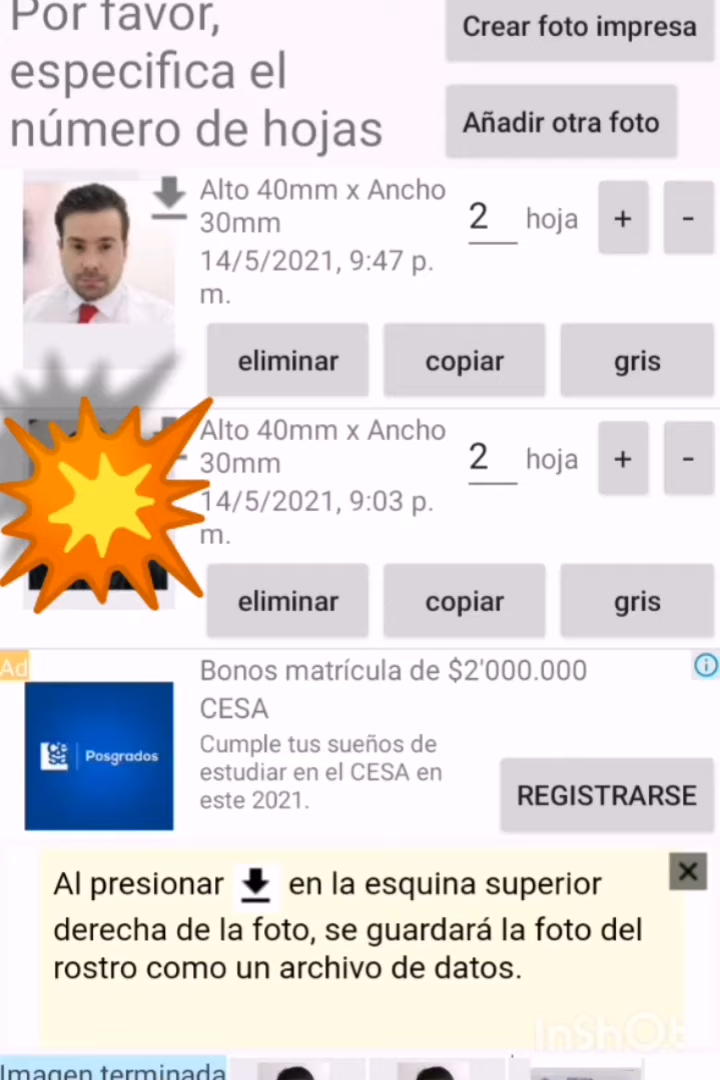 Por favor,
especifica el
número de hojas
Crear foto impresa
Añadir otra foto
Alto 40mm x Ancho
30mm
14/5/2021, 9:47 p.
m.
2 hoja + -
eliminar copiar gris
Alto 40mm x Ancho
30mm
14/5/2021, 9:03 p.
m.
2 hoja + -
eliminar copiar gris
Ad
Bonos matrícula de $2'000.000
CESA
Cumple tus sueños de
estudiar en el CESA en
este 2021.
CESA Posgrados
REGISTRARSE
Al presionar en la esquina superior
derecha de la foto, se guardará la foto del
rostro como un archivo de datos.
InShOt
Imagen terminada